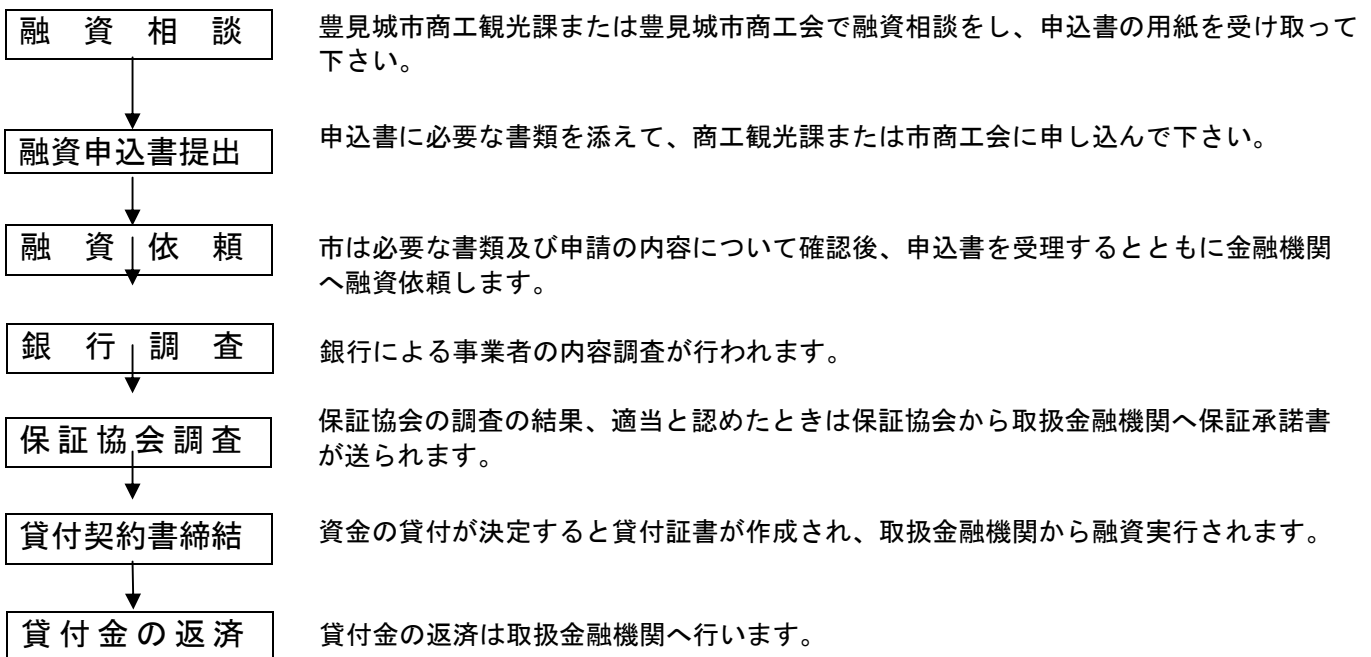 融資相談
豊見城市商工観光課または豊見城市商工会で融資相談をし、申込書の用紙を受け取って
下さい。
融資申込書提出
申込書に必要な書類を添えて、商工観光課または市商工会に申し込んで下さい。
融資依頼
市は必要な書類及び申請の内容について確認後、申込書を受理するとともに金融機関
へ融資依頼します。
銀行調査
銀行による事業者の内容調査が行われます。
保証協会調査
保証協会の調査の結果、適当と認めたときは保証協会から取扱金融機関へ保証承諾書
が送られます。
貸付契約書締結
資金の貸付が決定すると貸付証書が作成され、取扱金融機関から融資実行されます。
貸付金の返済
貸付金の返済は取扱金融機関へ行います。